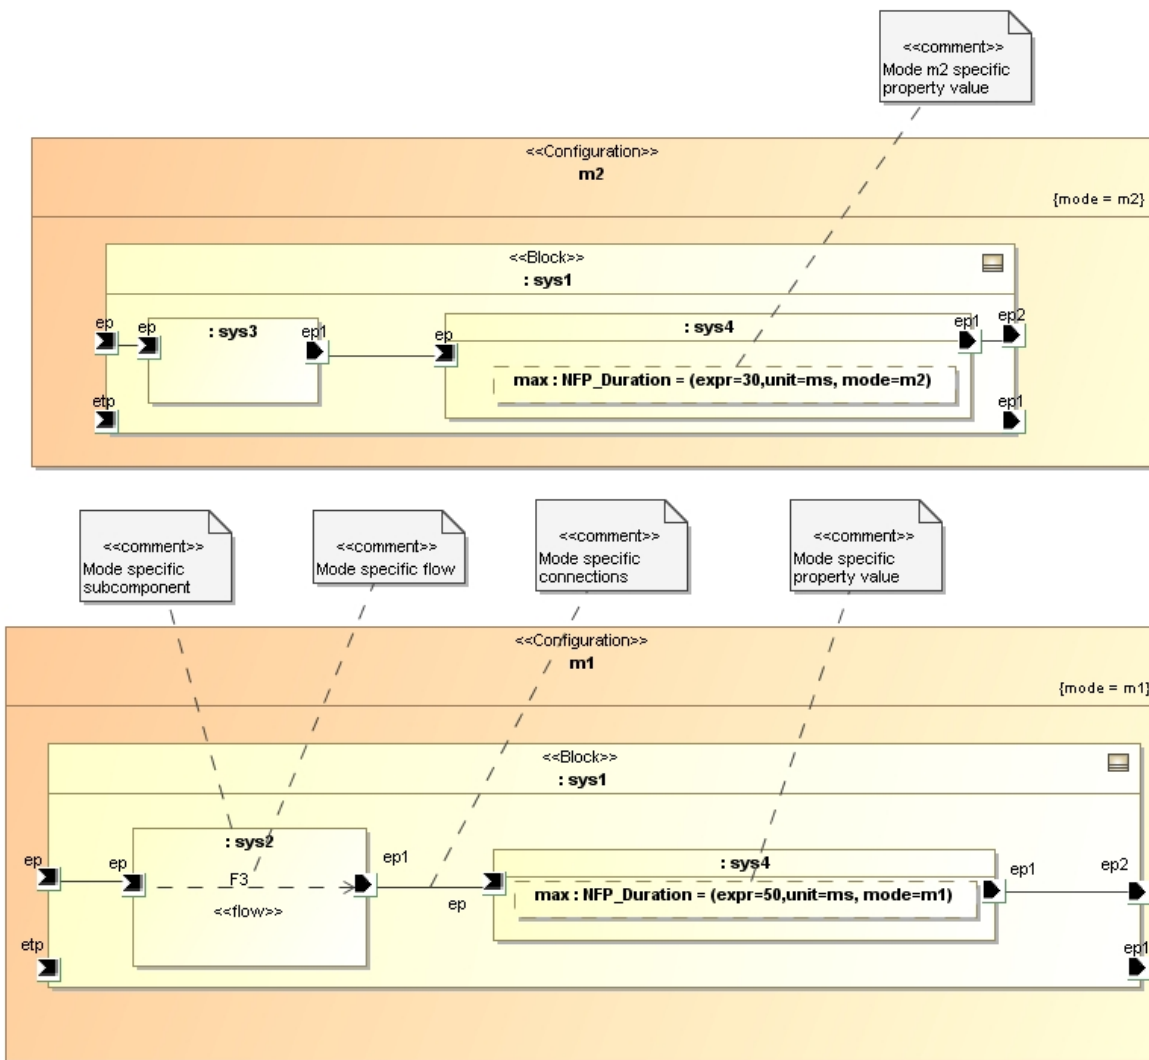 <<comment>>
Mode m2 specific
property value
<<Configuration>>
m2
{mode = m2}
<<Block>>
: sys1
ep
ep
: sys3
ep1
ep
: sys4
ep1
ep2
max : NFP_Duration = (expr=30,unit=ms, mode=m2)
etp
ep1
<<comment>>
Mode specific
subcomponent
<<comment>>
Mode specific flow
<<comment>>
Mode specific
connections
<<comment>>
Mode specific
property value
<<Configuration>>
m1
{mode = m1}
<<Block>>
: sys1
ep
ep
: sys2
F3
<<flow>>
ep1
ep
: sys4
max : NFP_Duration = (expr=50,unit=ms, mode=m1)
ep1
ep2
etp
ep1